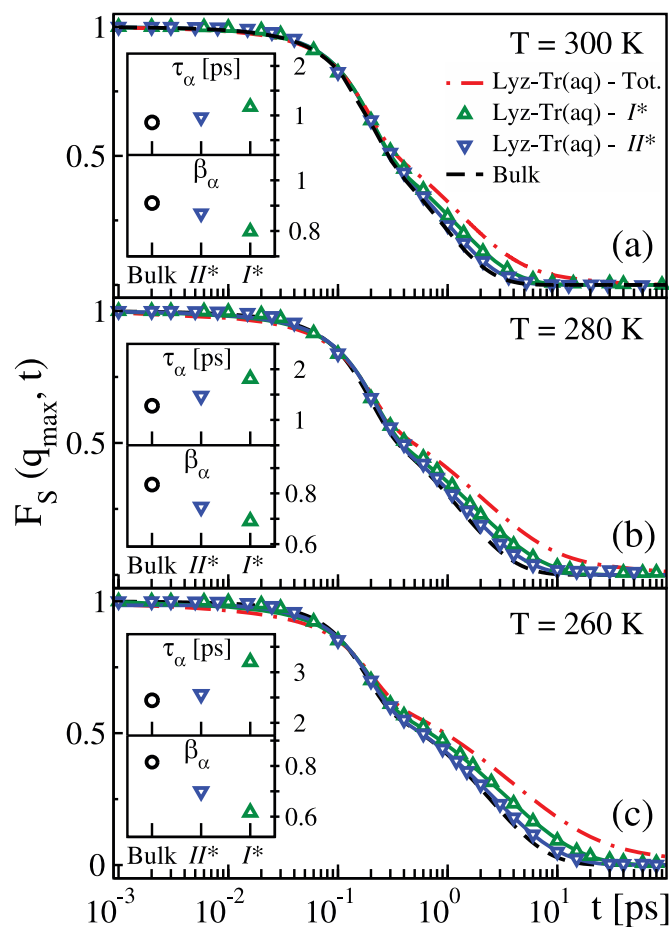 1
T = 300 K
τα [ps]
2
1
Lyz-Tr(aq) - Tot.
Lyz-Tr(aq) - I*
Lyz-Tr(aq) - II*
Bulk
0.5
βα
1
0.8
Bulk II* I*
(a)
0
1
T = 280 K
τα [ps]
2
1
0.5
βα
0.8
0.6
Bulk II* I*
(b)
0
FS (qmax, t)
1
T = 260 K
τα [ps]
3
2
0.5
βα
0.8
0.6
Bulk II* I*
(c)
0
10⁻³ 10⁻² 10⁻¹ 10⁰ 10¹ t [ps]